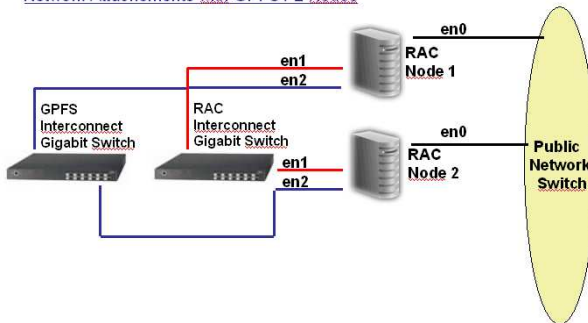 en0
en1
RAC
Node 1
en2
GPFS
Interconnect
Gigabit Switch
RAC
Interconnect
Gigabit Switch
en0
Public
Network
Switch
en1
RAC
Node 2
en2